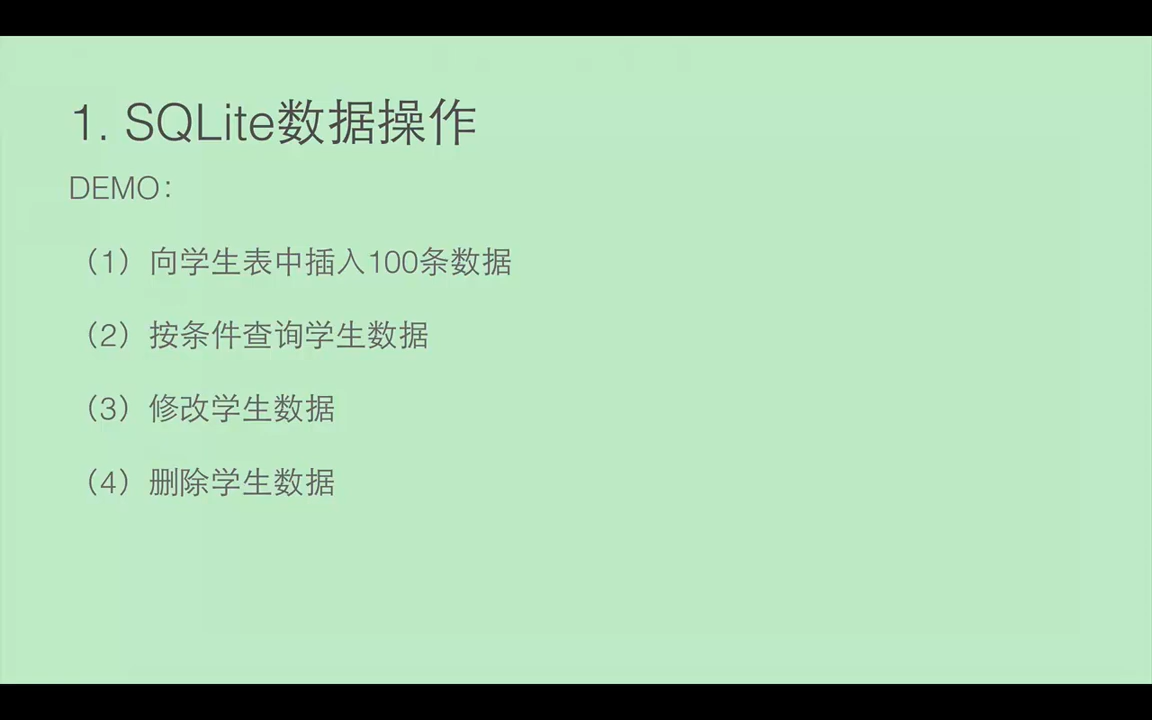 1. SQLite数据操作
DEMO：
（1）向学生表中插入100条数据
（2）按条件查询学生数据
（3）修改学生数据
（4）删除学生数据